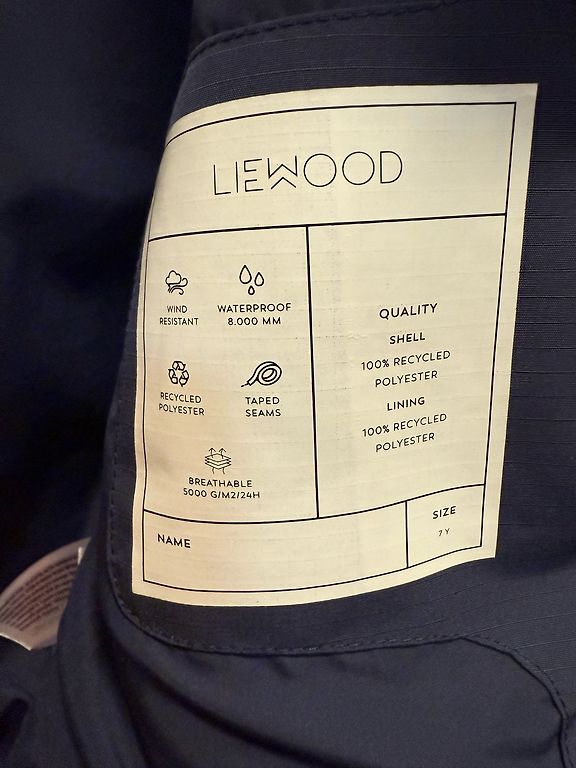 LIEWOOD
WIND
RESISTANT
WATERPROOF
8.000 MM
RECYCLED
POLYESTER
TAPED
SEAMS
BREATHABLE
5000 G/M2/24H
QUALITY
SHELL
100% RECYCLED
POLYESTER
LINING
100% RECYCLED
POLYESTER
NAME
SIZE
7 Y